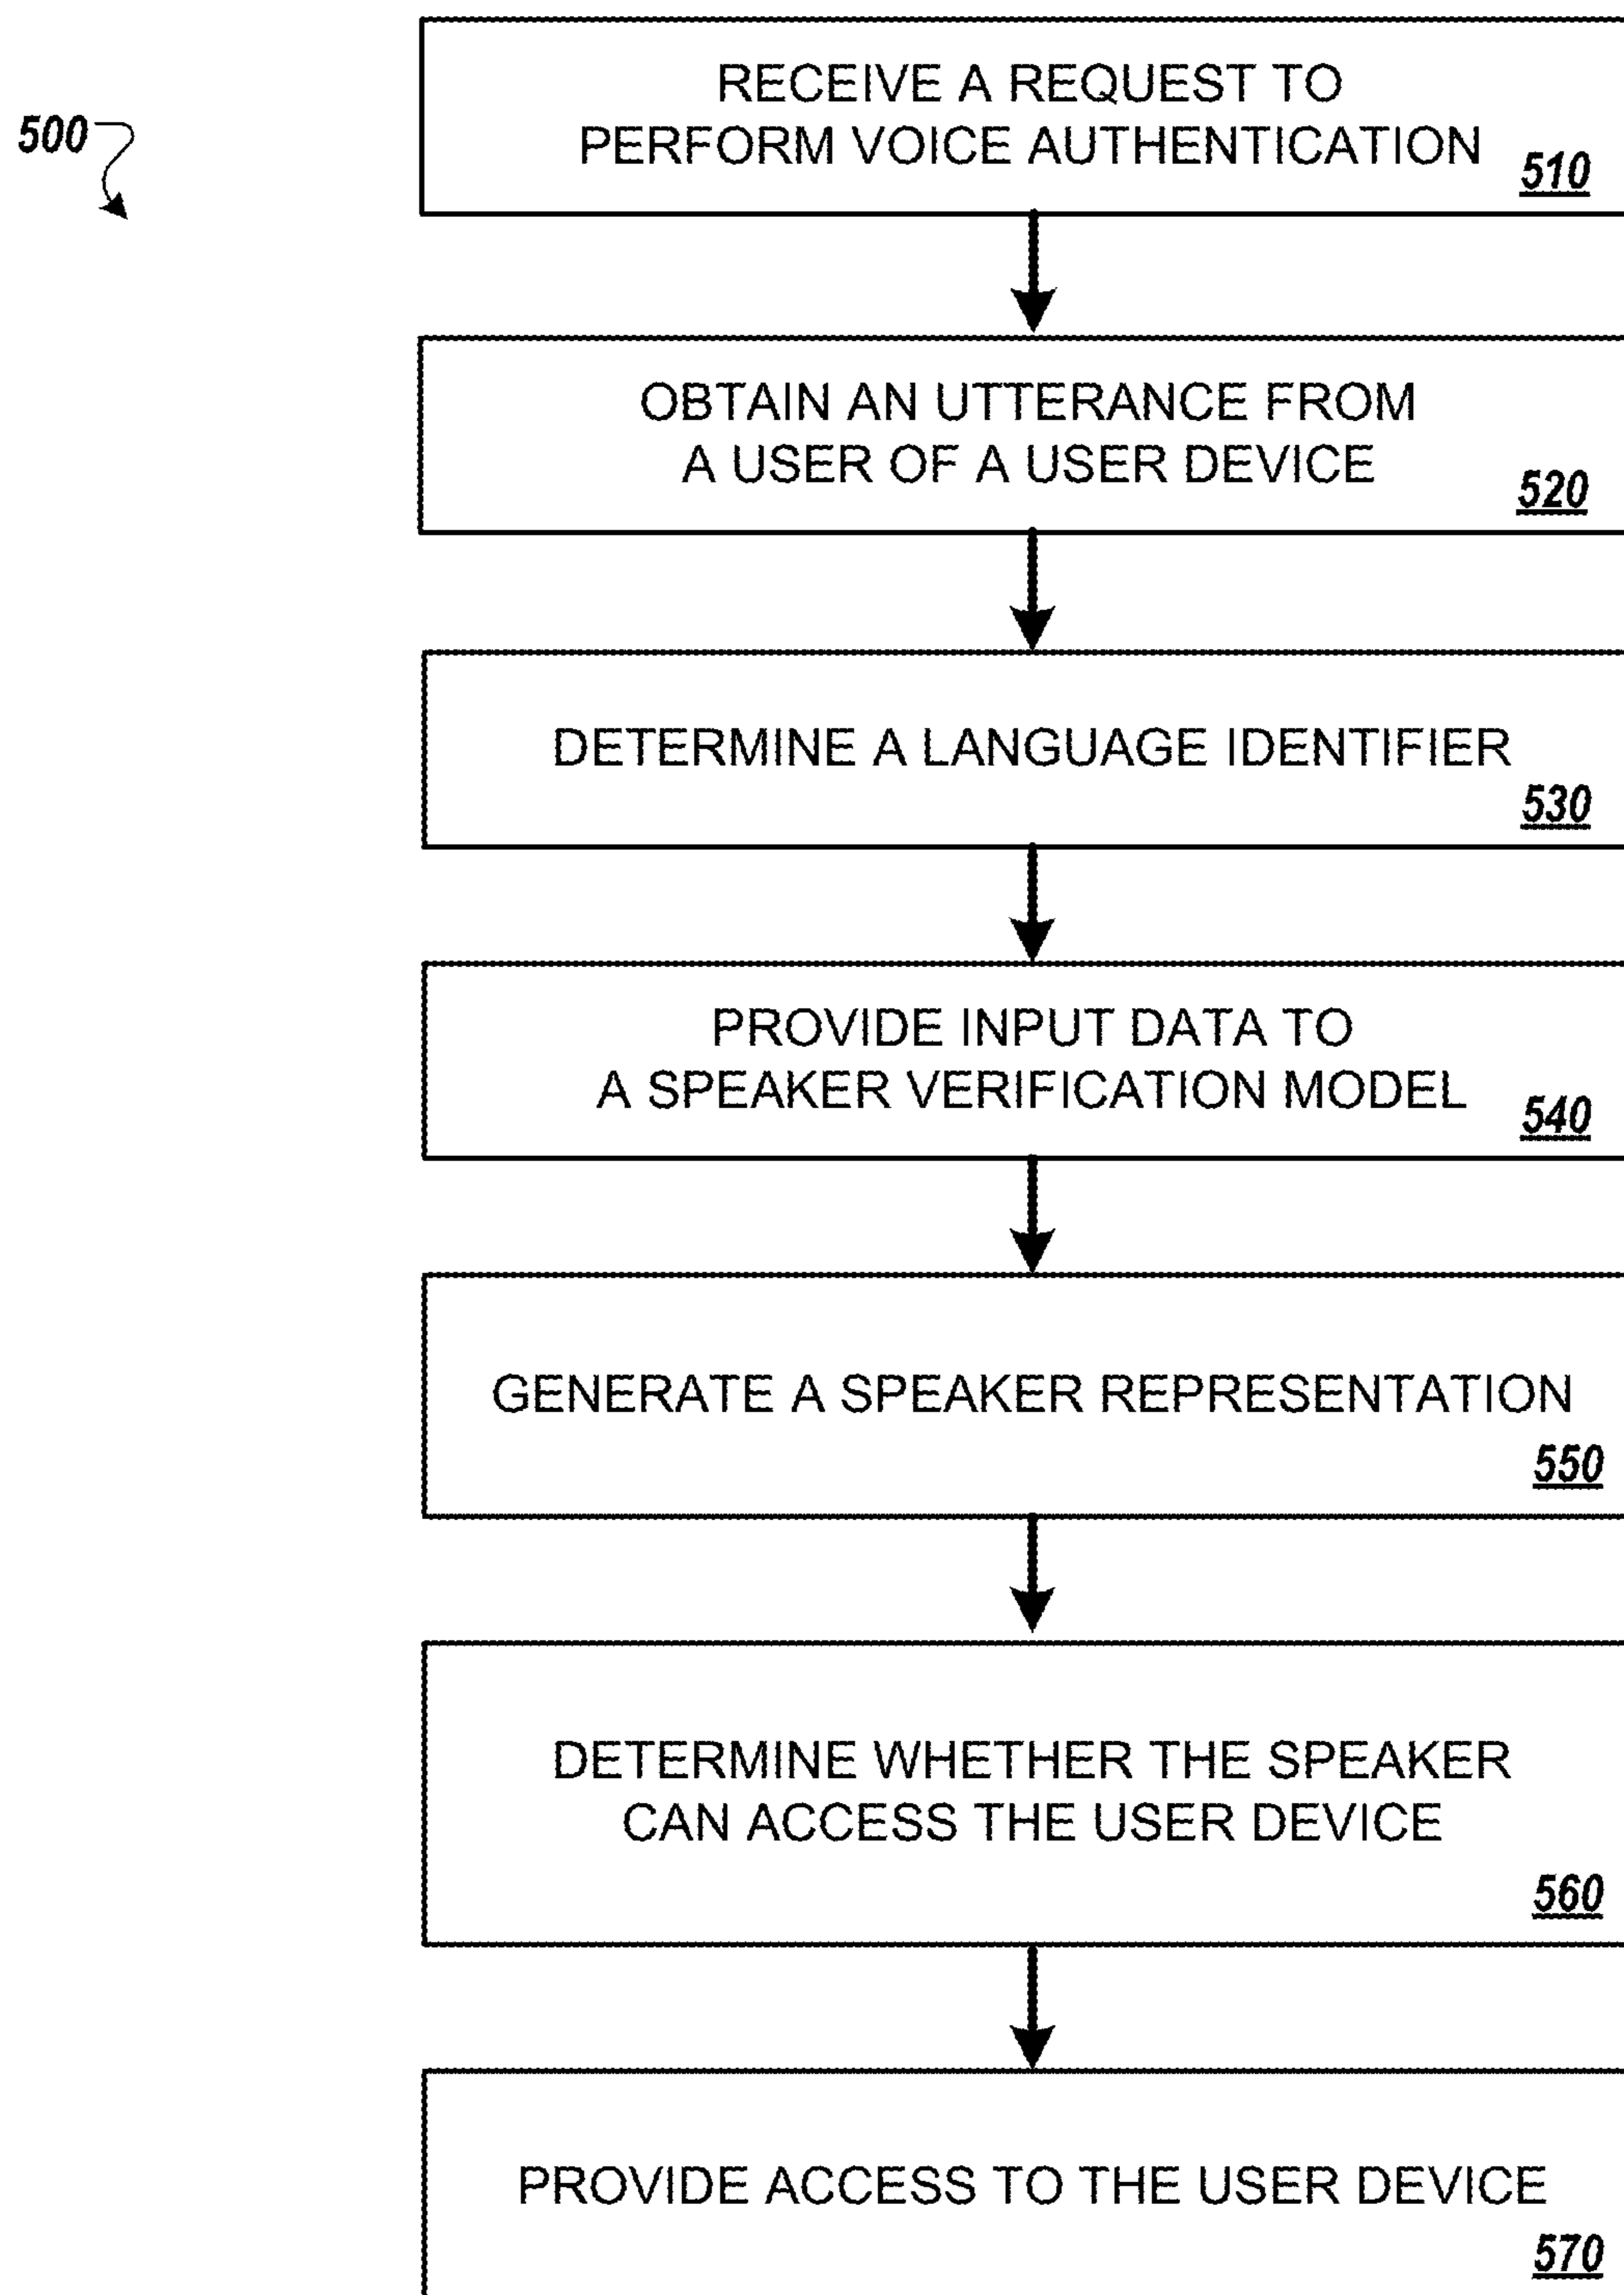 500
RECEIVE A REQUEST TO
PERFORM VOICE AUTHENTICATION
510
OBTAIN AN UTTERANCE FROM
A USER OF A USER DEVICE
520
DETERMINE A LANGUAGE IDENTIFIER
530
PROVIDE INPUT DATA TO
A SPEAKER VERIFICATION MODEL
540
GENERATE A SPEAKER REPRESENTATION
550
DETERMINE WHETHER THE SPEAKER
CAN ACCESS THE USER DEVICE
560
PROVIDE ACCESS TO THE USER DEVICE
570